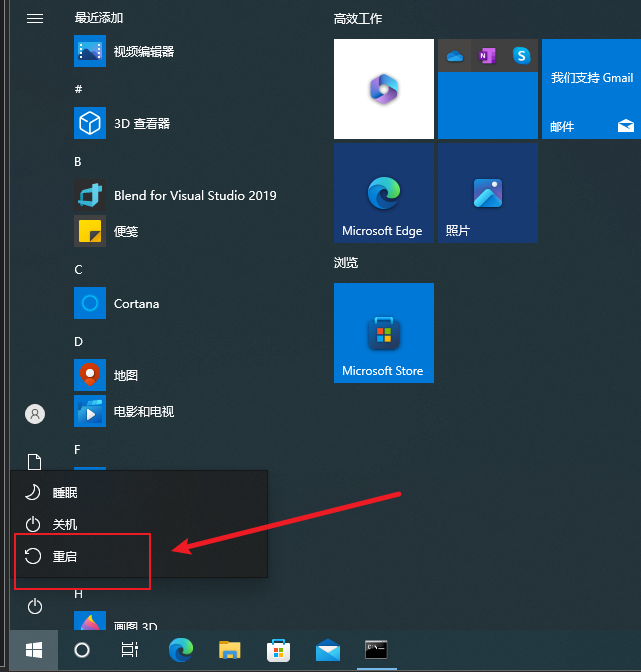 最近添加
视频编辑器
#
3D 查看器
B
Blend for Visual Studio 2019
便笺
C
Cortana
D
地图
电影和电视
F
睡眠
关机
重启
H
画图 3D
高效工作
我们支持 Gmail
邮件
Microsoft Edge
照片
浏览
Microsoft Store